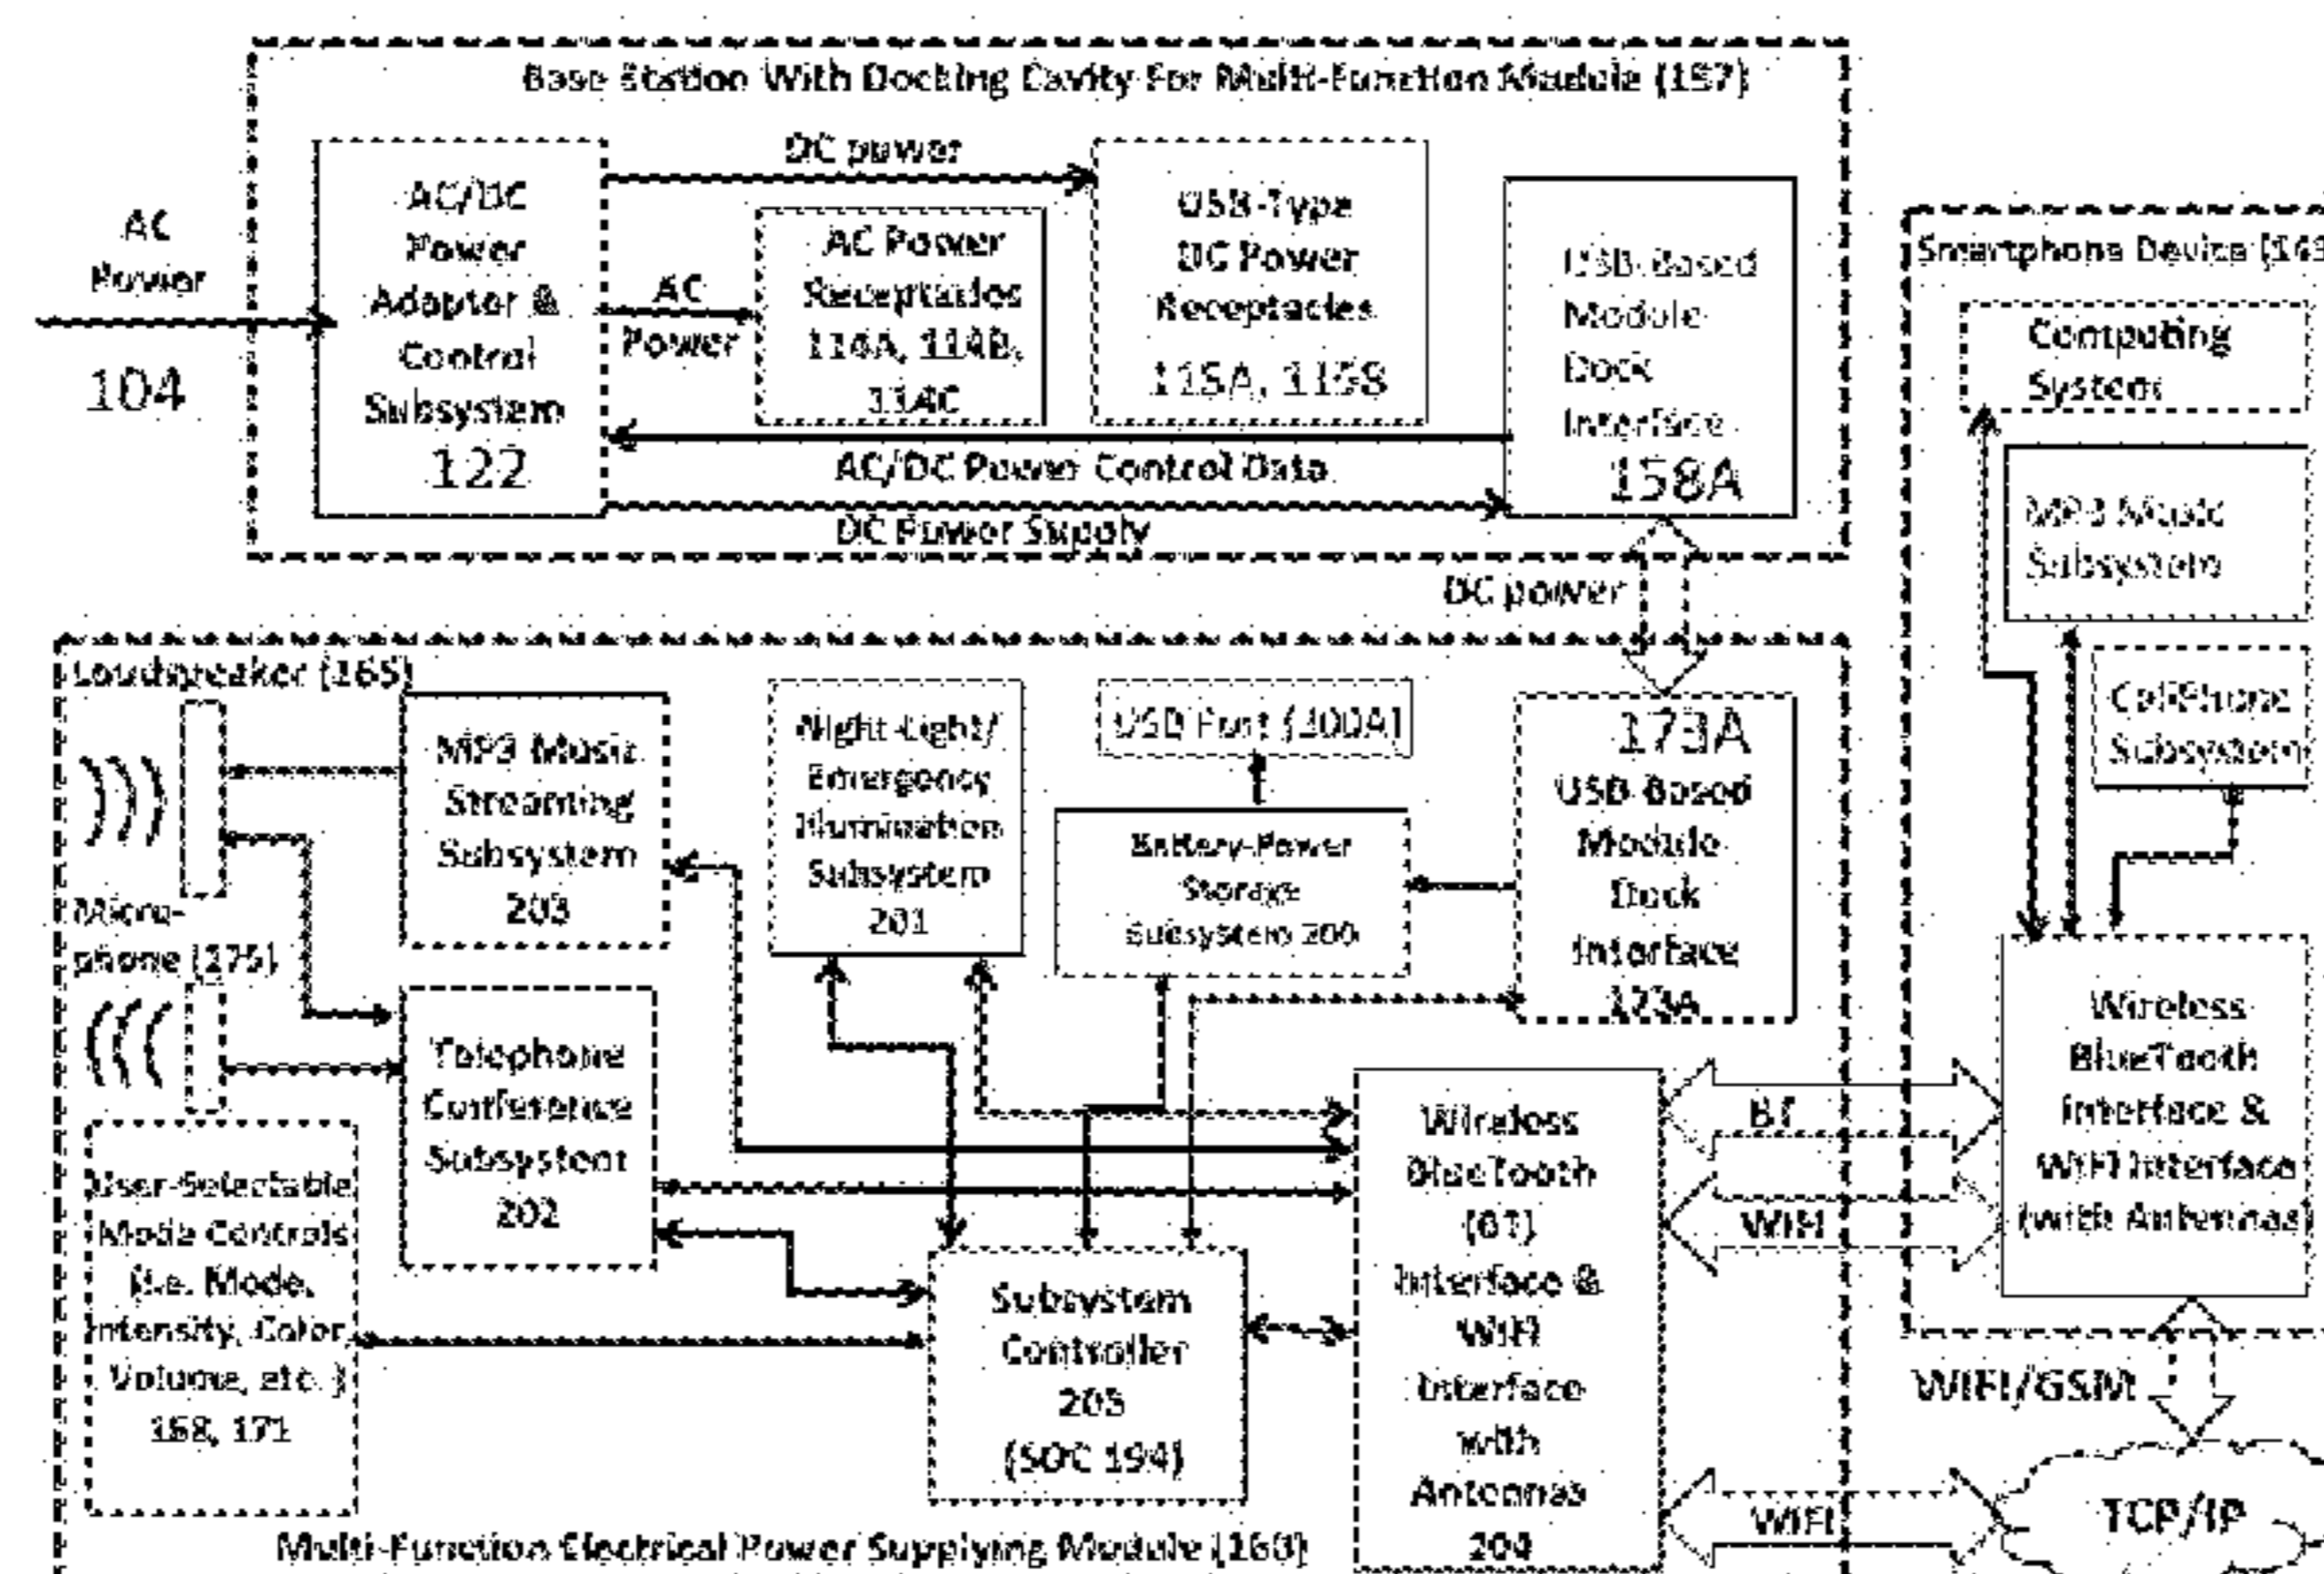 Base Station With Docking Cavity For Multi-Function Module (157)
AC
Power
104
AC/DC
Power
Adaptor &
Control
Subsystem
122
DC power
AC
Power
AC Power
Receptacles
114A, 114B,
114C
USB-Type
DC Power
Receptacles
115A, 115B
USB-Based
Module
Dock
Interface
158A
AC/DC Power Control Data
DC Power Supply
DC power
Smartphone Device
Computing
System
MP3 Music
Subsystem
CellPhone
Subsystem
Wireless
BlueTooth
Interface &
WIFI Interface
(with Antennas)
Loudspeaker (165)
Micro-
phone (175)
MP3 Music
Streaming
Subsystem
203
Night-Light/
Emergency
Illumination
Subsystem
201
USB Port (200A)
Battery-Power
Storage
Subsystem 200
173A
USB-Based
Module
Dock
Interface
173A
Telephone
Conference
Subsystem
202
User-Selectable
Mode Controls
(i.e. Mode,
Intensity, Color
Volume, etc. )
168, 171
Subsystem
Controller
205
(SOC 194)
Wireless
BlueTooth
(BT)
Interface &
WIFI
Interface
with
Antennas
204
BT
WIFI
WIFI
WIFI/GSM
TCP/IP
Multi-Function Electrical Power Supplying Module (160)